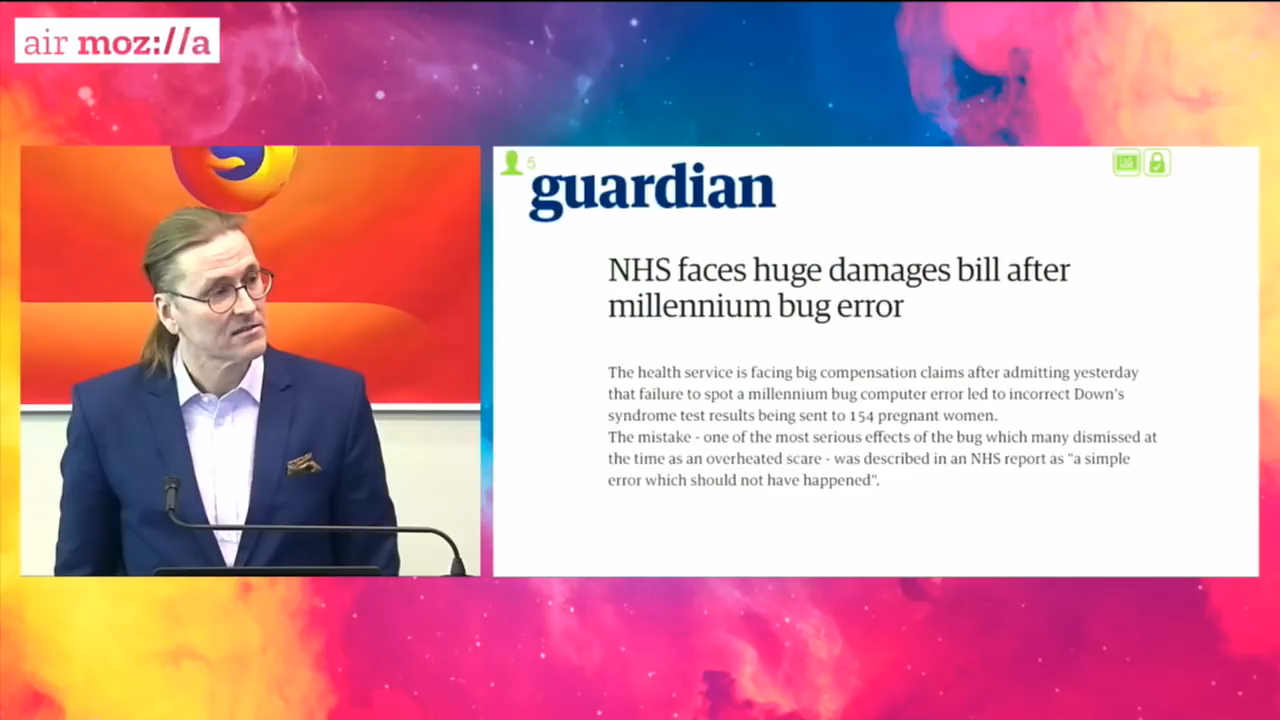 air moz://a
5
guardian
NHS faces huge damages bill after
millennium bug error
The health service is facing big compensation claims after admitting yesterday
that failure to spot a millennium bug computer error led to incorrect Down's
syndrome test results being sent to 154 pregnant women.
The mistake - one of the most serious effects of the bug which many dismissed at
the time as an overheated scare - was described in an NHS report as "a simple
error which should not have happened".